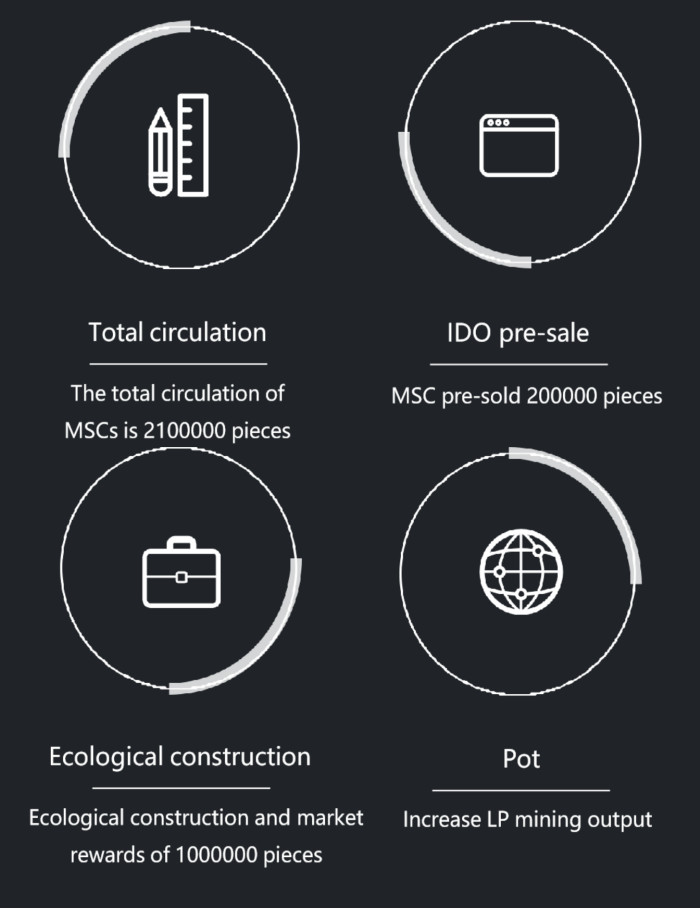 Total circulation
The total circulation of
MSCs is 2100000 pieces
IDO pre-sale
MSC pre-sold 200000 pieces
Ecological construction
Ecological construction and market
rewards of 1000000 pieces
Pot
Increase LP mining output